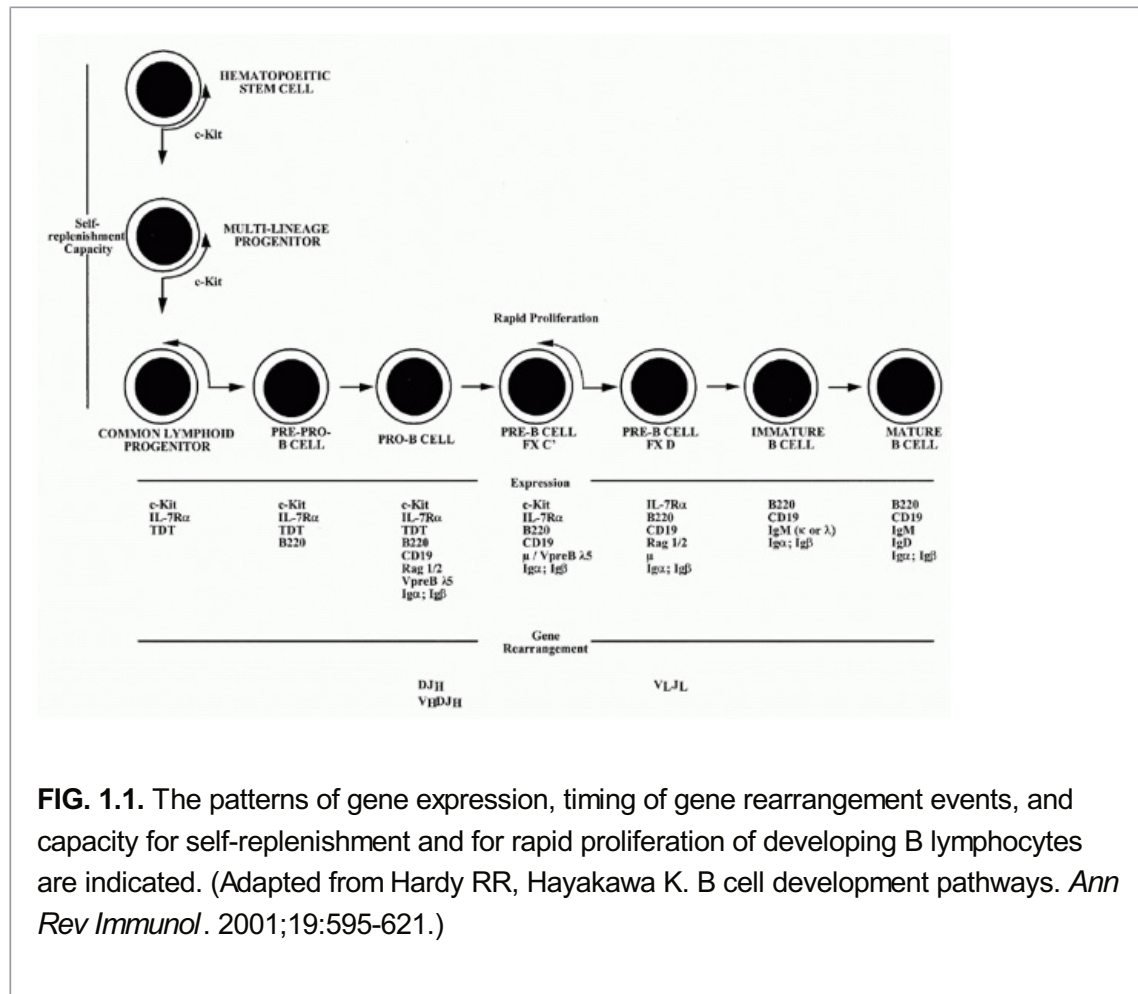 HEMATOPOEITIC
STEM CELL
c-Kit
Self-
replenishment
Capacity
MULTI-LINEAGE
PROGENITOR
c-Kit
Rapid Proliferation
COMMON LYMPHOID
PROGENITOR
PRE-PRO-
B CELL
PRO-B CELL
PRE-B CELL
FX C'
PRE-B CELL
FX D
IMMATURE
B CELL
MATURE
B CELL
Expression
c-Kit
IL-7Rα
TDT
c-Kit
IL-7Rα
TDT
B220
c-Kit
IL-7Rα
TDT
B220
CD19
Rag 1/2
VpreB λ5
Igα; Igβ
c-Kit
IL-7Rα
B220
CD19
μ / VpreB λ5
Igα; Igβ
IL-7Rα
B220
CD19
Rag 1/2
μ
Igα; Igβ
B220
CD19
IgM (κ or λ)
Igα; Igβ
B220
CD19
IgM
IgD
Igα; Igβ
Gene
Rearrangement
DJH
VHDJH
VLJL
FIG. 1.1. The patterns of gene expression, timing of gene rearrangement events, and
capacity for self-replenishment and for rapid proliferation of developing B lymphocytes
are indicated. (Adapted from Hardy RR, Hayakawa K. B cell development pathways. Ann
Rev Immunol. 2001;19:595-621.)